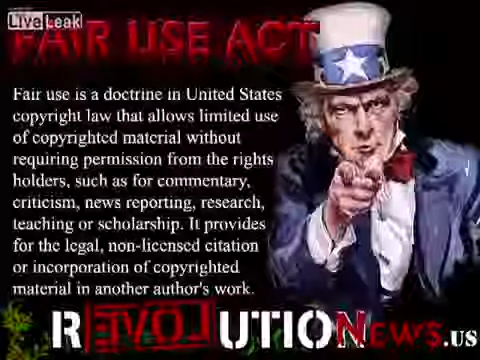 LiveLeak
FAIR USE ACT
Fair use is a doctrine in United States
copyright law that allows limited use
of copyrighted material without
requiring permission from the rights
holders, such as for commentary,
criticism, news reporting, research,
teaching or scholarship. It provides
for the legal, non-licensed citation
or incorporation of copyrighted
material in another author's work.
REVOLUTIONNEWS.US